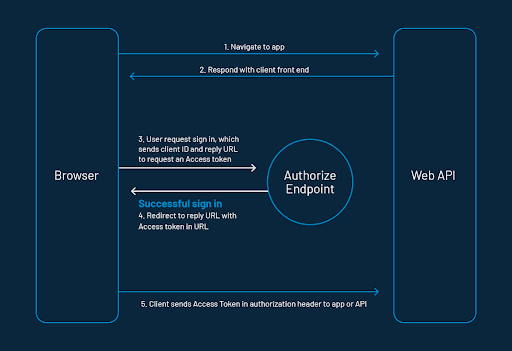 1. Navigate to app
2. Respond with client front end
3. User request sign in, which
sends client ID and reply URL
to request an Access token
Browser
Authorize
Endpoint
Web API
Successful sign in
4. Redirect to reply URL with
Access token in URL
5. Client sends Access Token in authorization header to app or API